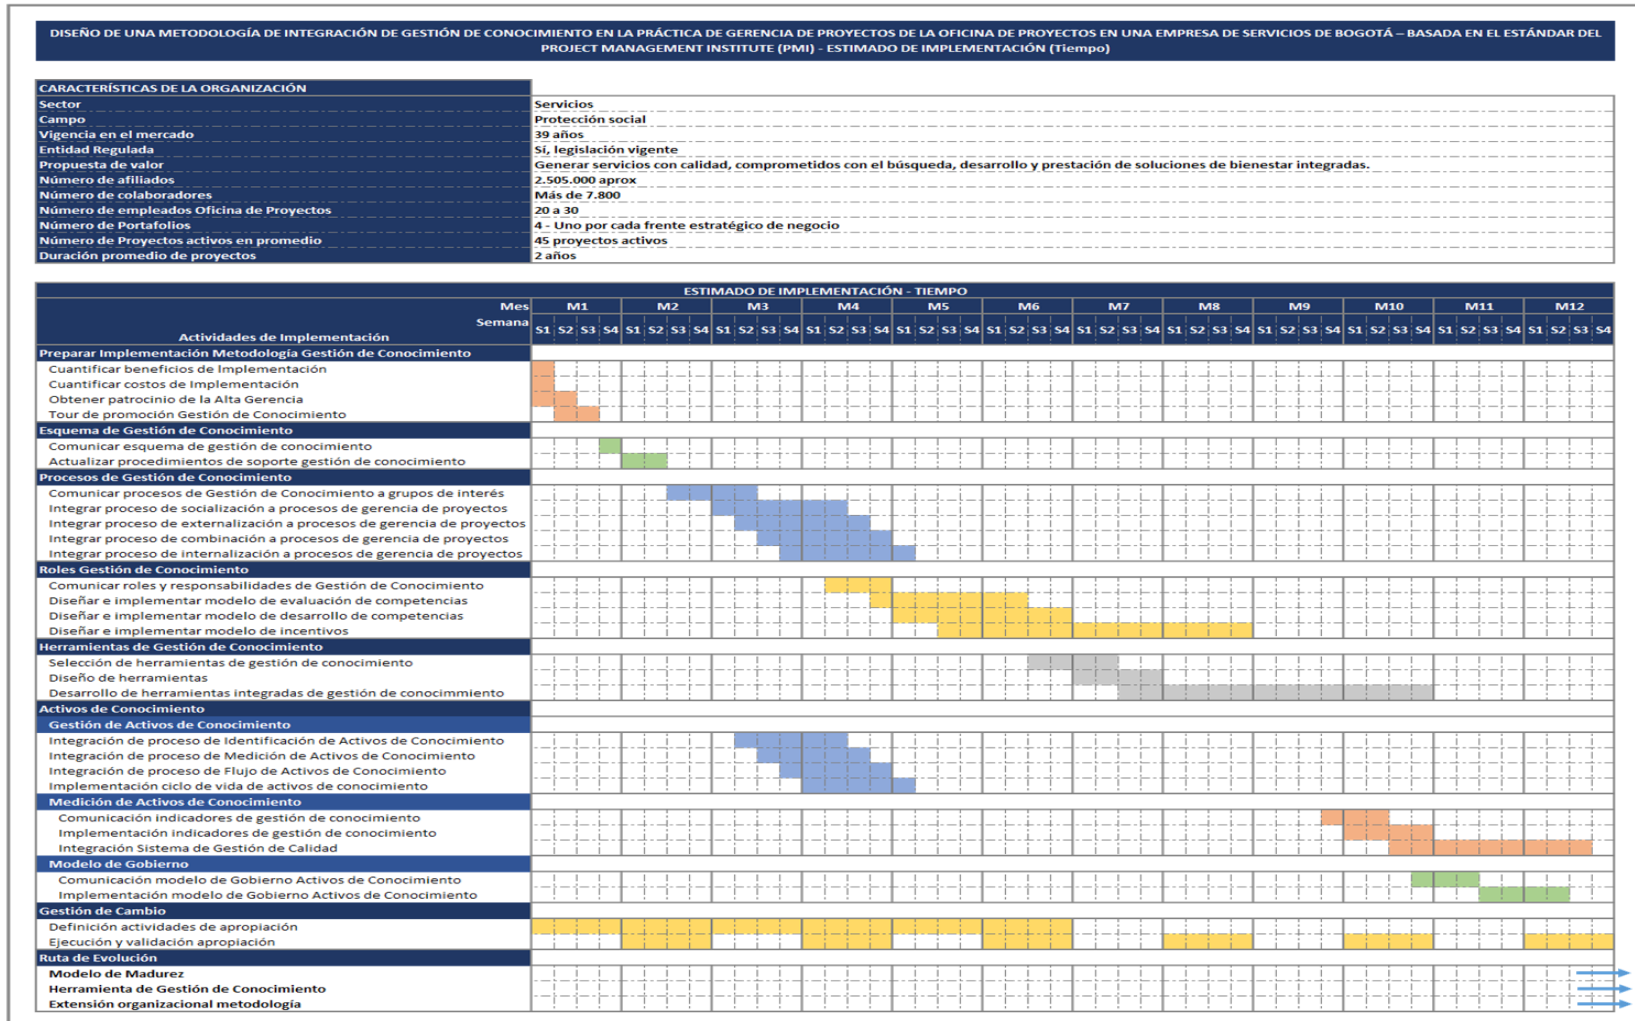 DISEÑO DE UNA METODOLOGÍA DE INTEGRACIÓN DE GESTIÓN DE CONOCIMIENTO EN LA PRÁCTICA DE GERENCIA DE PROYECTOS DE LA OFICINA DE PROYECTOS EN UNA EMPRESA DE SERVICIOS DE BOGOTÁ – BASADA EN EL ESTÁNDAR DEL
PROJECT MANAGEMENT INSTITUTE (PMI) - ESTIMADO DE IMPLEMENTACIÓN (Tiempo)
CARACTERÍSTICAS DE LA ORGANIZACIÓN
Sector Servicios
Campo Protección social
Vigencia en el mercado 39 años
Entidad Regulada Sí, legislación vigente
Propuesta de valor Generar servicios con calidad, comprometidos con el búsqueda, desarrollo y prestación de soluciones de bienestar integradas.
Número de afiliados 2.505.000 aprox
Número de colaboradores Más de 7.800
Número de empleados Oficina de Proyectos 20 a 30
Número de Portafolios 4 - Uno por cada frente estratégico de negocio
Número de Proyectos activos en promedio 45 proyectos activos
Duración promedio de proyectos 2 años
ESTIMADO DE IMPLEMENTACIÓN - TIEMPO
Mes M1 M2 M3 M4 M5 M6 M7 M8 M9 M10 M11 M12
Semana S1 S2 S3 S4 S1 S2 S3 S4 S1 S2 S3 S4 S1 S2 S3 S4 S1 S2 S3 S4 S1 S2 S3 S4 S1 S2 S3 S4 S1 S2 S3 S4 S1 S2 S3 S4 S1 S2 S3 S4 S1 S2 S3 S4 S1 S2 S3 S4
Actividades de Implementación
Preparar Implementación Metodología Gestión de Conocimiento
Cuantificar beneficios de Implementación
Cuantificar costos de Implementación
Obtener patrocinio de la Alta Gerencia
Tour de promoción Gestión de Conocimiento
Esquema de Gestión de Conocimiento
Comunicar esquema de gestión de conocimiento
Actualizar procedimientos de soporte gestión de conocimiento
Procesos de Gestión de Conocimiento
Comunicar procesos de Gestión de Conocimiento a grupos de interés
Integrar proceso de socialización a procesos de gerencia de proyectos
Integrar proceso de externalización a procesos de gerencia de proyectos
Integrar proceso de combinación a procesos de gerencia de proyectos
Integrar proceso de internalización a procesos de gerencia de proyectos
Roles Gestión de Conocimiento
Comunicar roles y responsabilidades de Gestión de Conocimiento
Diseñar e implementar modelo de evaluación de competencias
Diseñar e implementar modelo de desarrollo de competencias
Diseñar e implementar modelo de incentivos
Herramientas de Gestión de Conocimiento
Selección de herramientas de gestión de conocimiento
Diseño de herramientas
Desarrollo de herramientas integradas de gestión de conocimmiento
Activos de Conocimiento
Gestión de Activos de Conocimiento
Integración de proceso de Identificación de Activos de Conocimiento
Integración de proceso de Medición de Activos de Conocimiento
Integración de proceso de Flujo de Activos de Conocimiento
Implementación ciclo de vida de activos de conocimiento
Medición de Activos de Conocimiento
Comunicación indicadores de gestión de conocimiento
Implementación indicadores de gestión de conocimiento
Integración Sistema de Gestión de Calidad
Modelo de Gobierno
Comunicación modelo de Gobierno Activos de Conocimiento
Implementación modelo de Gobierno Activos de Conocimiento
Gestión de Cambio
Definición actividades de apropiación
Ejecución y validación apropiación
Ruta de Evolución
Modelo de Madurez
Herramienta de Gestión de Conocimiento
Extensión organizacional metodología